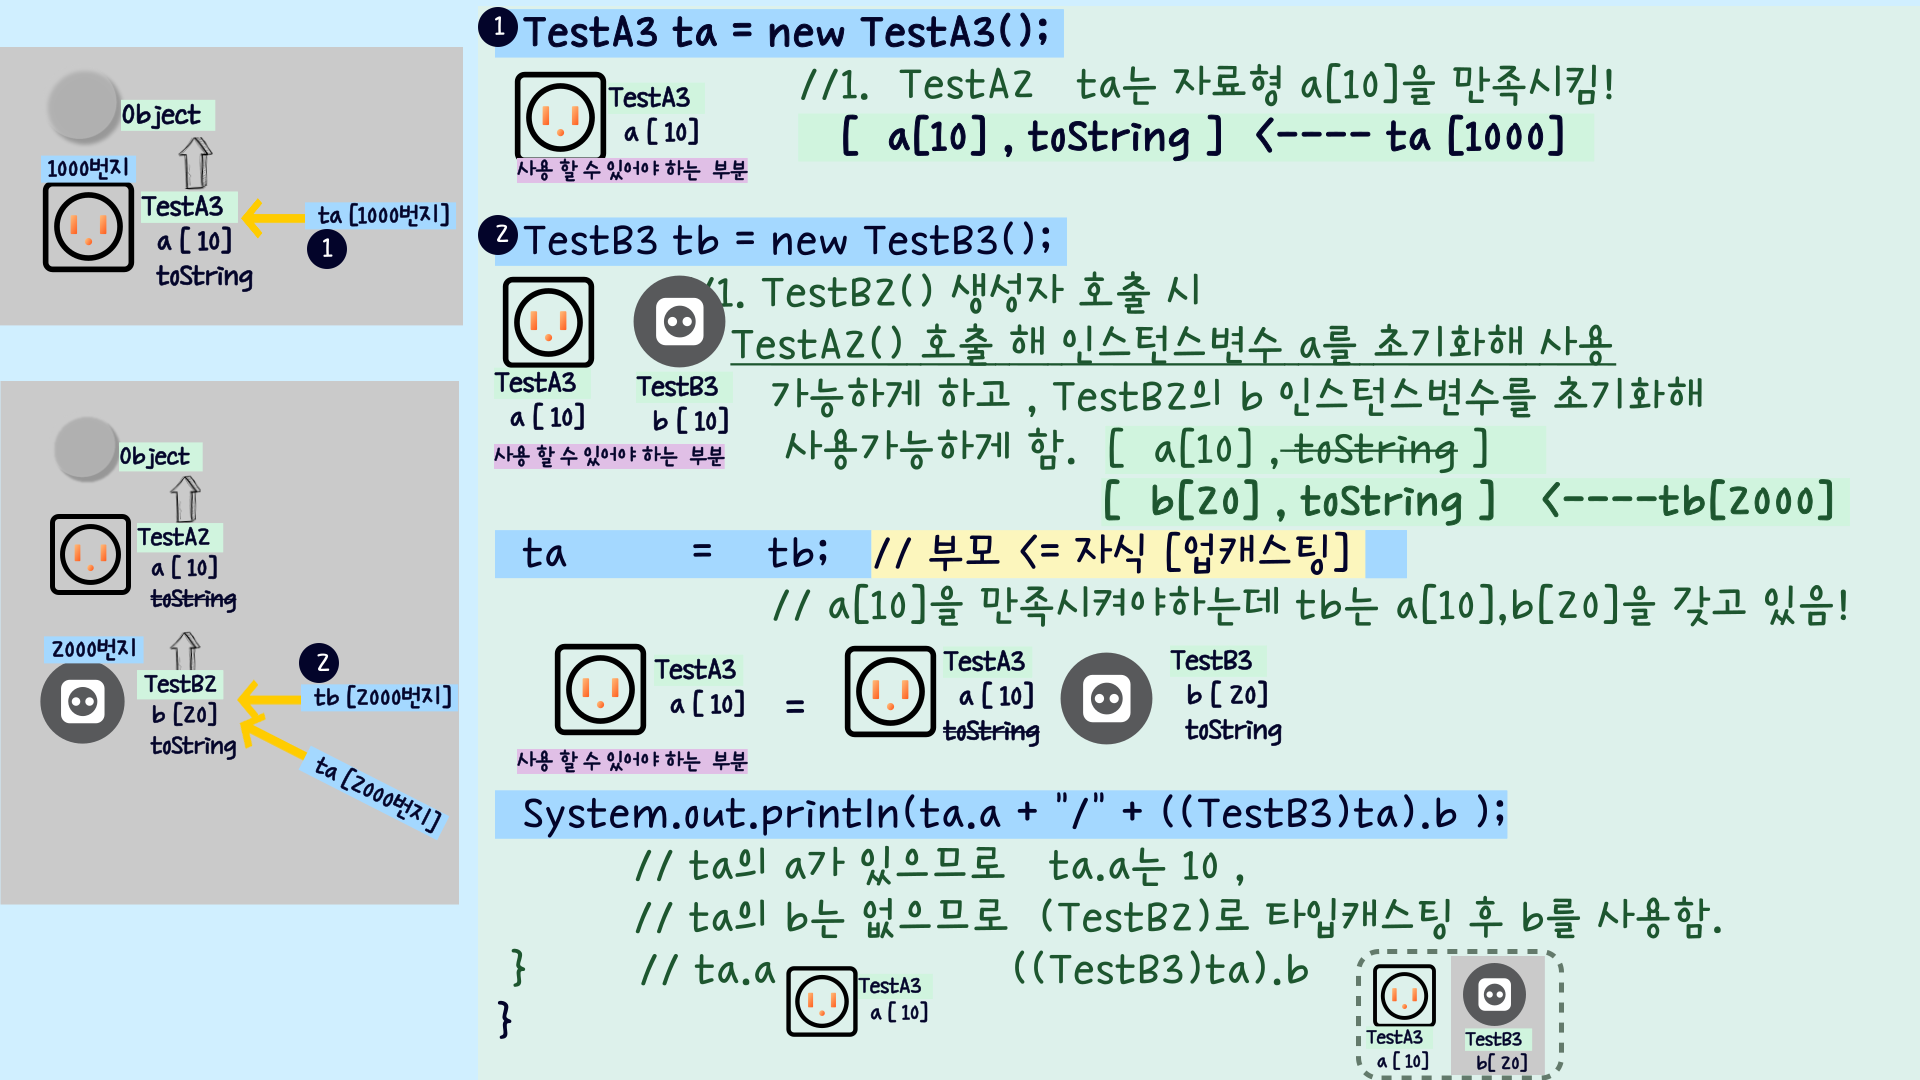 Object
1000번지
TestA3
a [ 10]
toString
ta [1000번지]
1
Object
TestA2
a [ 10]
toString
2000번지
TestB2
b [20]
toString
2
tb [2000번지]
ta [2000번지]
1 TestA3 ta = new TestA3();
TestA3
a [ 10]
사용 할 수 있어야 하는 부분
//1. TestA2 ta는 자료형 a[10]을 만족시킴!
[ a[10] , toString ] <---- ta [1000]
2 TestB3 tb = new TestB3();
TestA3
a [ 10]
TestB3
b [ 10]
사용 할 수 있어야 하는 부분
/1. TestB2() 생성자 호출 시
TestA2() 호출 해 인스턴스변수 a를 초기화해 사용
가능하게 하고 , TestB2의 b 인스턴스변수를 초기화해
사용가능하게 함. [ a[10] , toString ]
[ b[20] , toString ] <----tb[2000]
ta = tb; // 부모 <= 자식 [업캐스팅]
// a[10]을 만족시켜야하는데 tb는 a[10],b[20]을 갖고 있음!
TestA3
a [ 10]
사용 할 수 있어야 하는 부분
=
TestA3
a [ 10]
toString
TestB3
b [ 20]
toString
System.out.println(ta.a + "/" + ((TestB3)ta).b );
// ta의 a가 있으므로 ta.a는 10 ,
// ta의 b는 없으므로 (TestB2)로 타입캐스팅 후 b를 사용함.
} // ta.a ((TestB3)ta).b
TestA3
a [ 10]
TestA3
a [ 10]
TestB3
b[ 20]
}